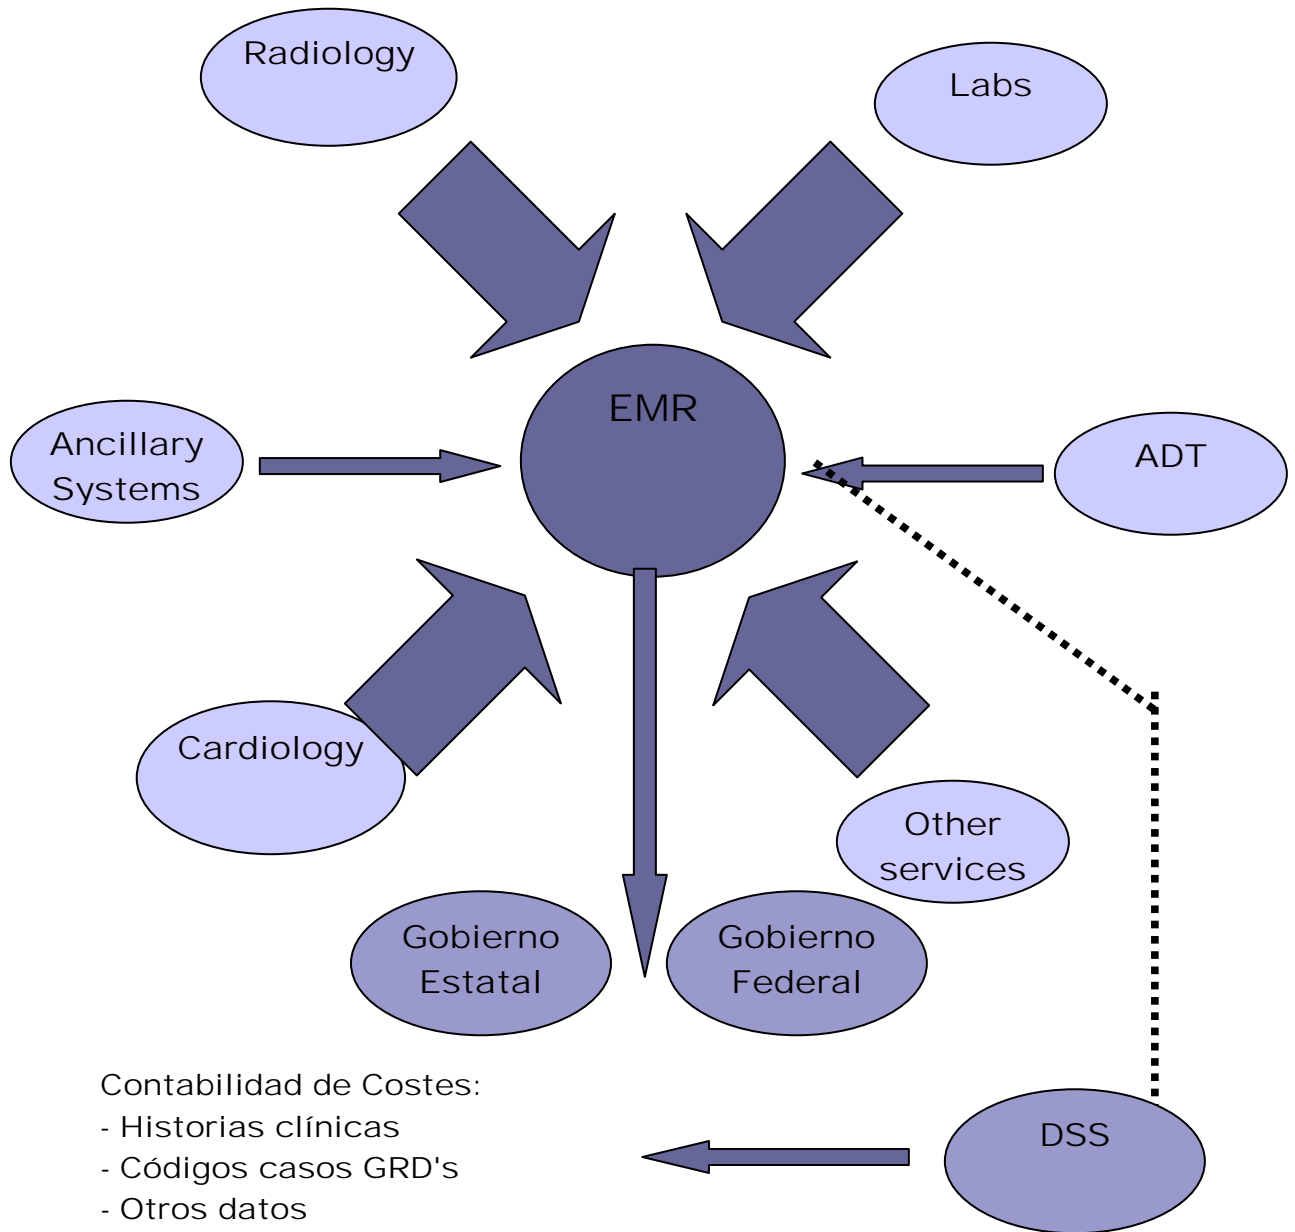 Radiology
Labs
EMR
Ancillary
Systems
ADT
Cardiology
Other
services
Gobierno
Estatal
Gobierno
Federal
Contabilidad de Costes:
- Historias clínicas
- Códigos casos GRD's
- Otros datos
DSS